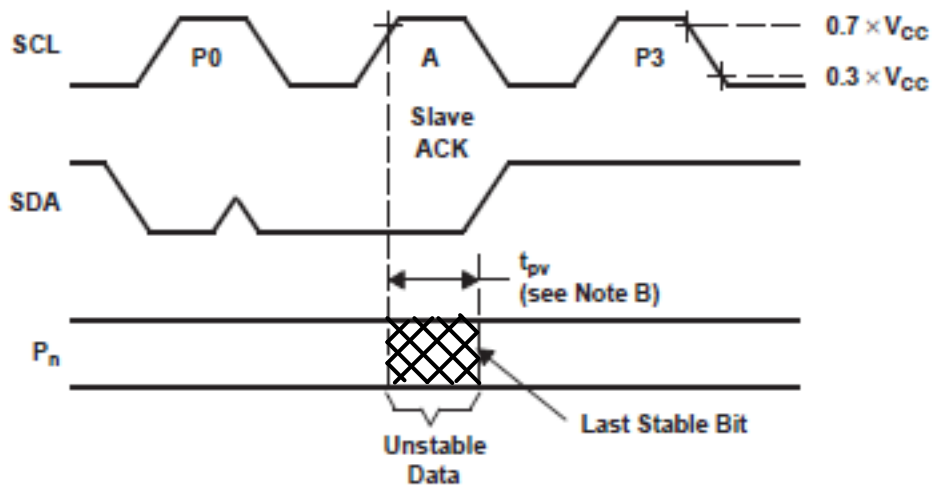 SCL
P0
A
P3
0.7 × VCC
0.3 × VCC
Slave
ACK
SDA
tpv
(see Note B)
Pn
Last Stable Bit
Unstable
Data